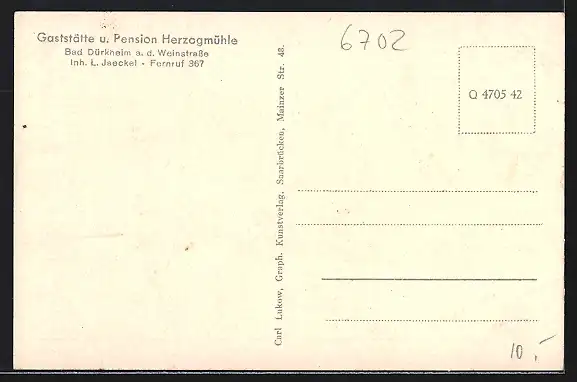 Gaststätte u. Pension Herzogmühle
Bad Dürkheim a. d. Weinstraße
Inh. L. Jaeckel - Fernruf 367
Carl Lukow, Graph. Kunstverlag, Saarbrücken, Mainzer Str. 48.
6702
Q 4705 42
10,-